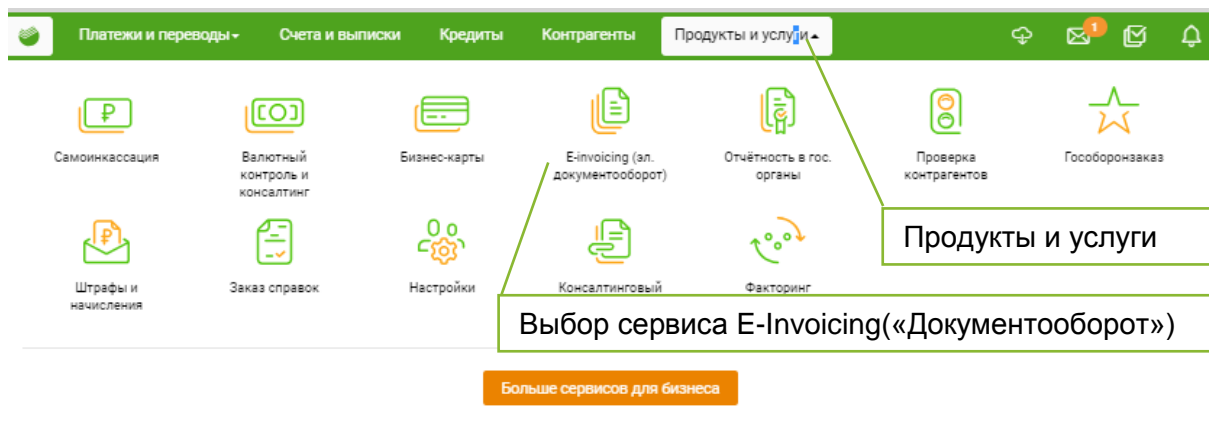 Платежи и переводы Счета и выписки Кредиты Контрагенты Продукты и услуги 1
Самоинкассация
Валютный
контроль и
консалтинг
Бизнес-карты
E-invoicing (эл.
документооборот)
Отчётность в гос.
органы
Проверка
контрагентов
Гособоронзаказ
Продукты и услуги
Штрафы и
начисления
Заказ справок
Настройки
Консалтинговый
Факторинг
Выбор сервиса E-Invoicing(«Документооборот»)
Больше сервисов для бизнеса